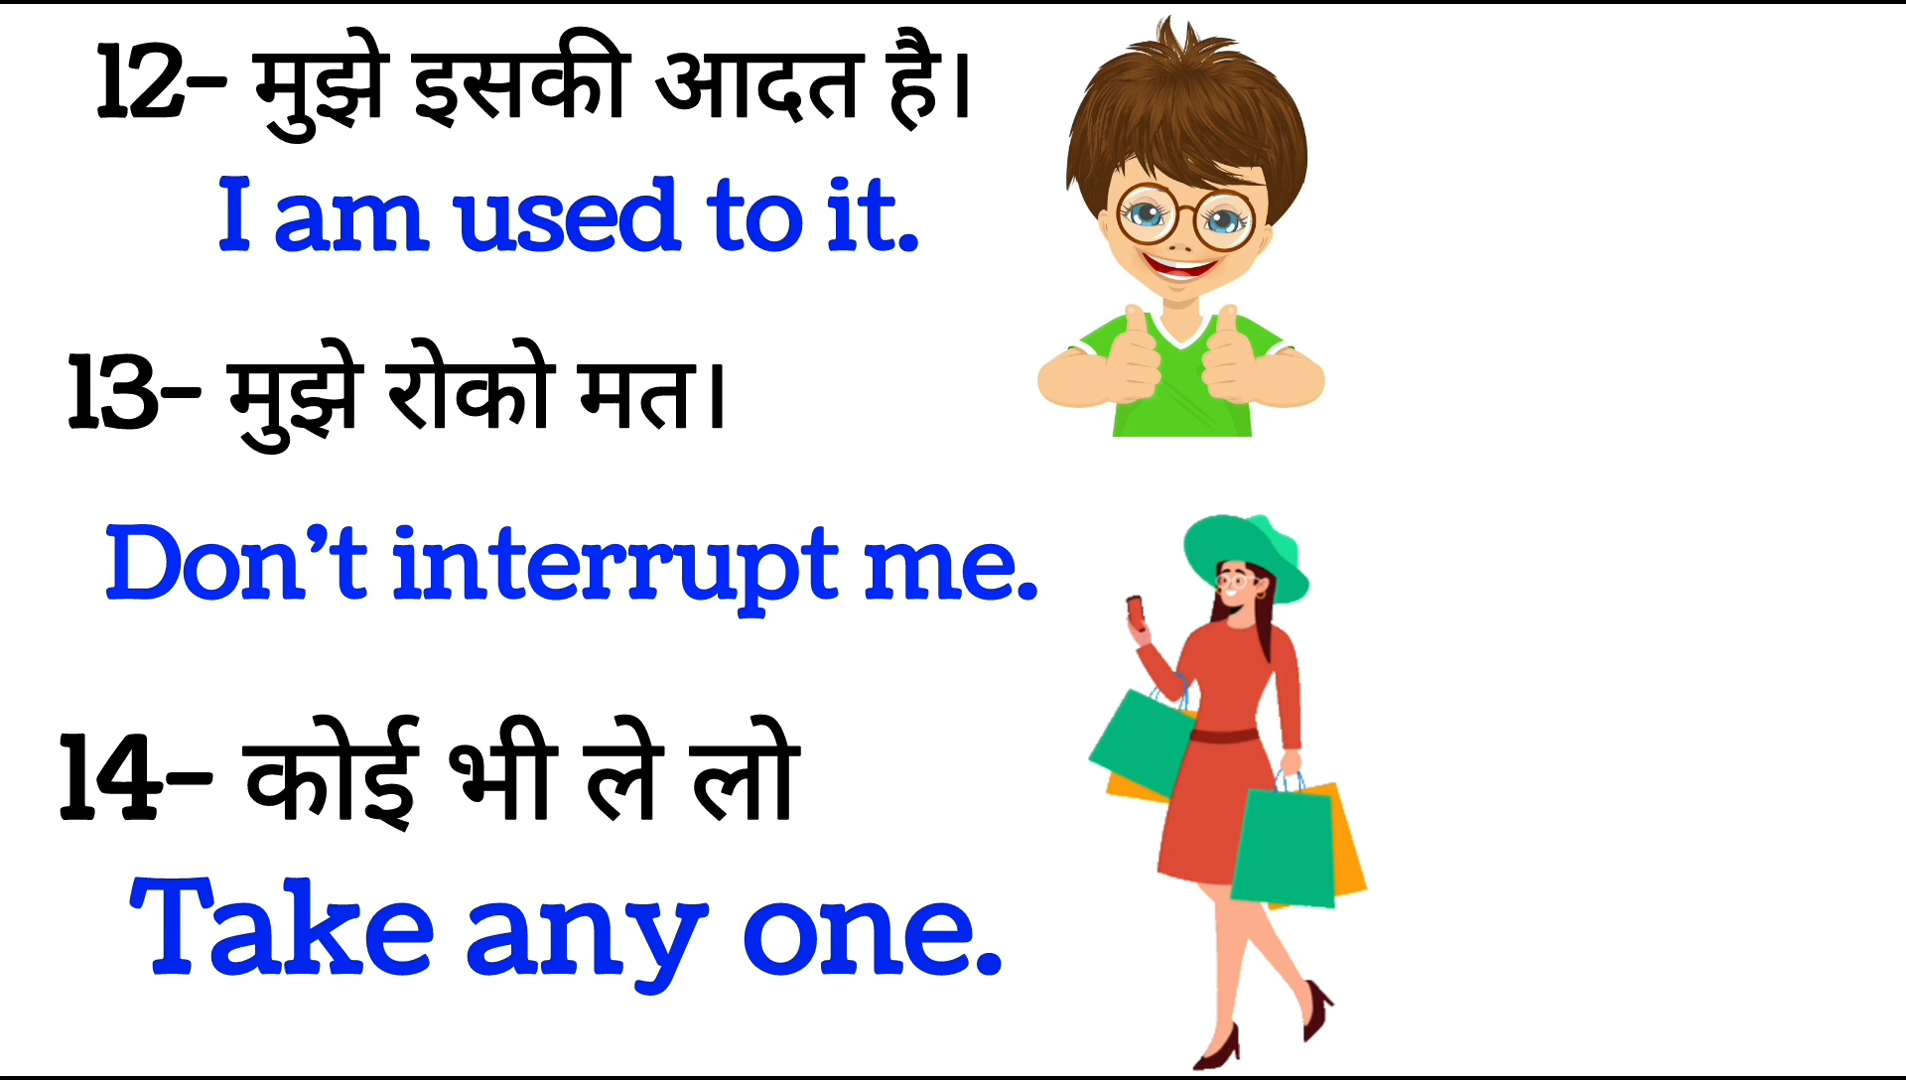 12- मुझे इसकी आदत है।
I am used to it.
13- मुझे रोको मत।
Don’t interrupt me.
14- कोई भी ले लो
Take any one.